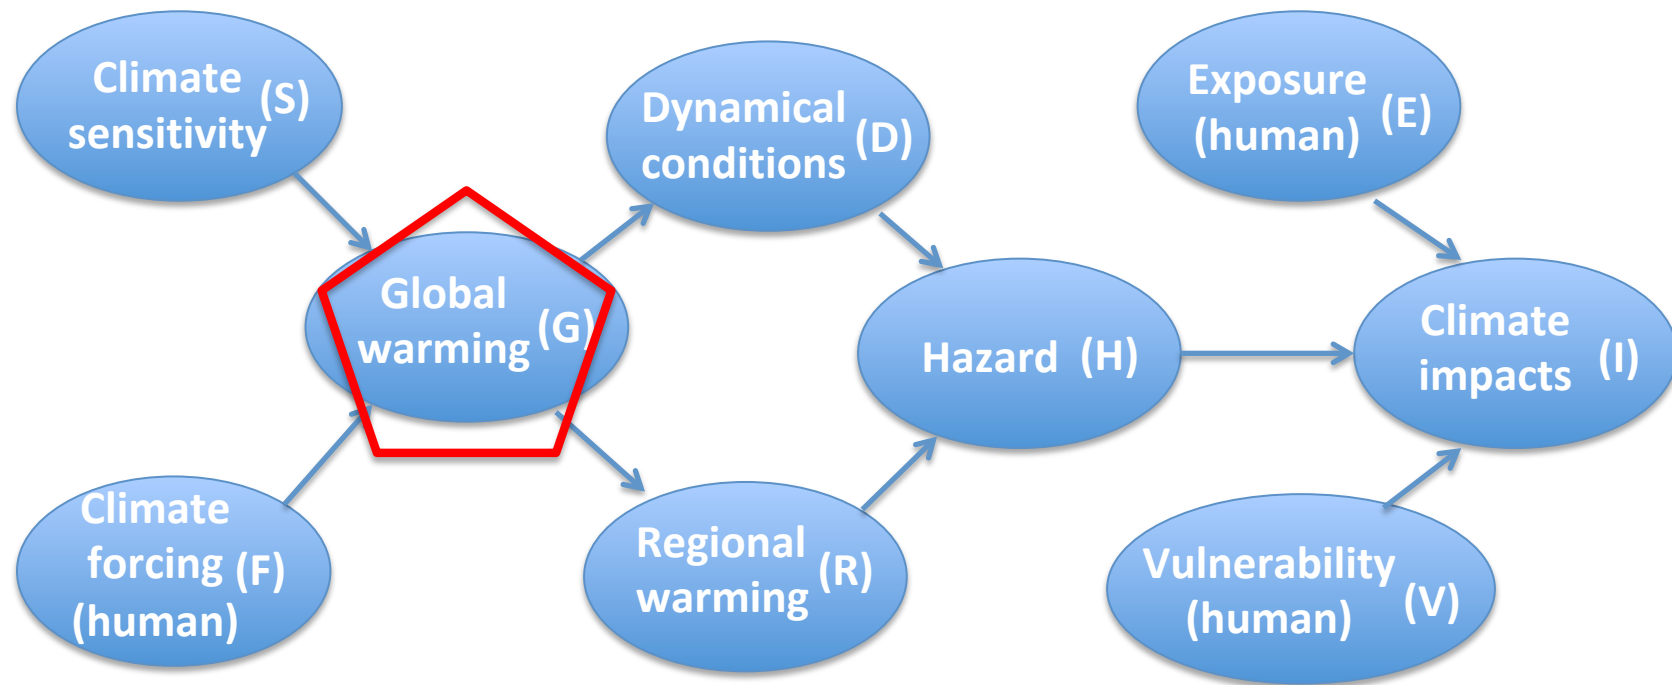 Climate
sensitivity
(S)
Dynamical
conditions
(D)
Exposure
(human)
(E)
Global
warming
(G)
Hazard (H)
Climate
impacts
(I)
Climate
forcing
(human)
(F)
Regional
warming
(R)
Vulnerability
(human)
(V)